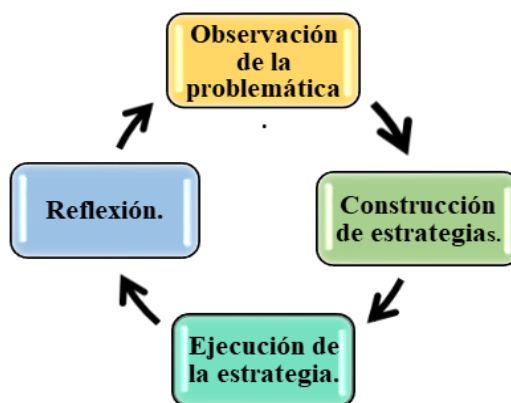 Observación
de la
problemática
.
Construcción
de estrategias.
Ejecución de
la estrategia.
Reflexión.